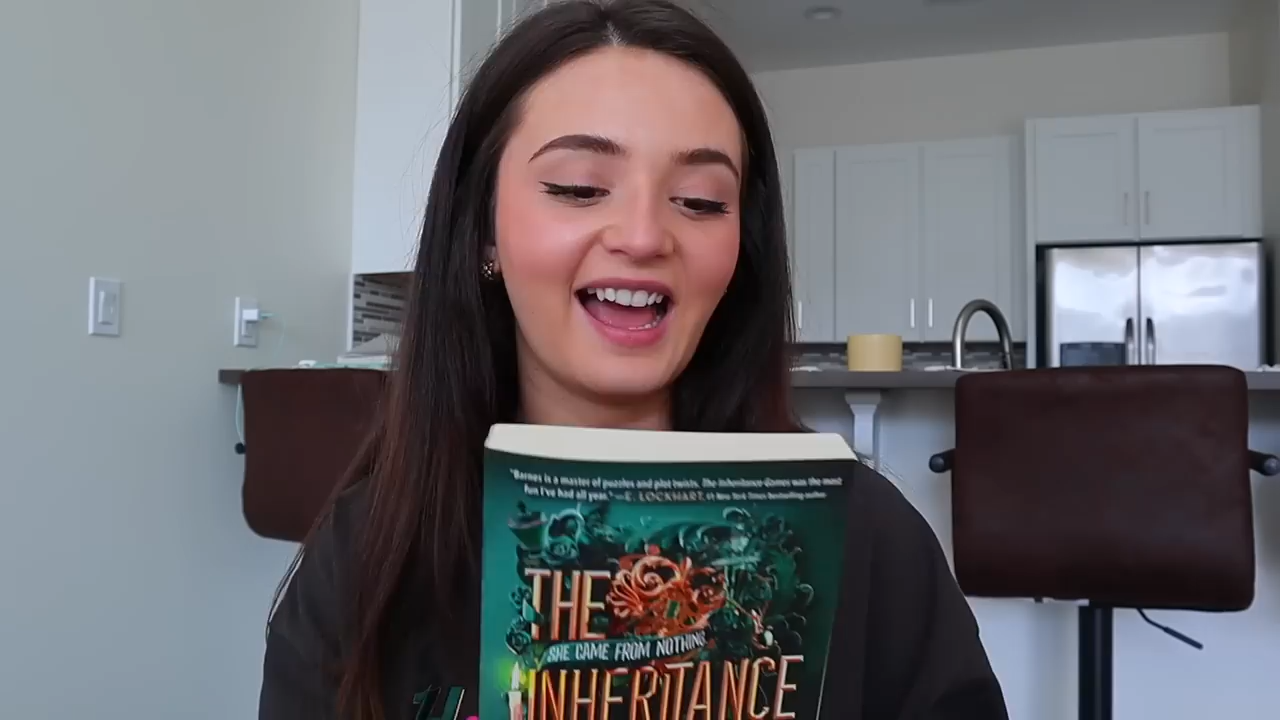 "Barnes is a master of puzzles and plot twists. The Inheritance Games was the most
fun I've had all year." —E. LOCKHART, #1 New York Times bestselling author
THE
SHE CAME FROM NOTHING
INHERITANCE